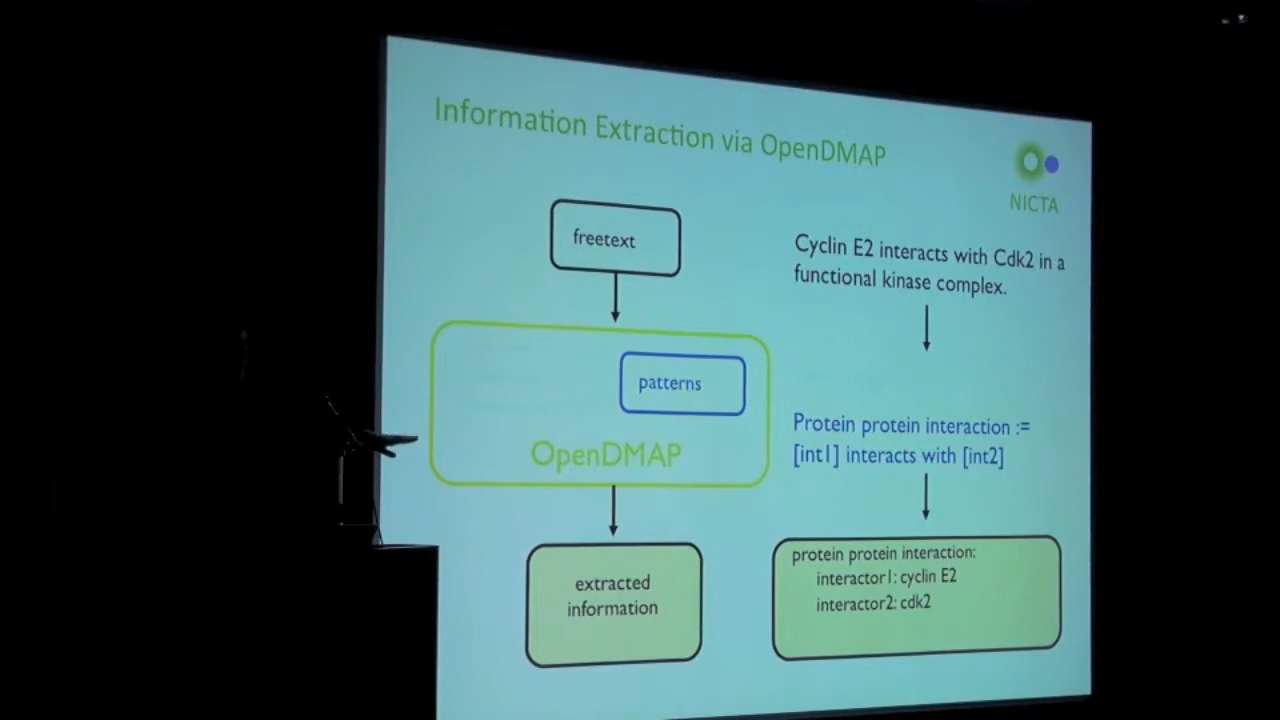 Information Extraction via OpenDMAP
NICTA
freetext
patterns
OpenDMAP
extracted
information
Cyclin E2 interacts with Cdk2 in a
functional kinase complex.
Protein protein interaction :=
[int1] interacts with [int2]
protein protein interaction:
interactor1: cyclin E2
interactor2: cdk2